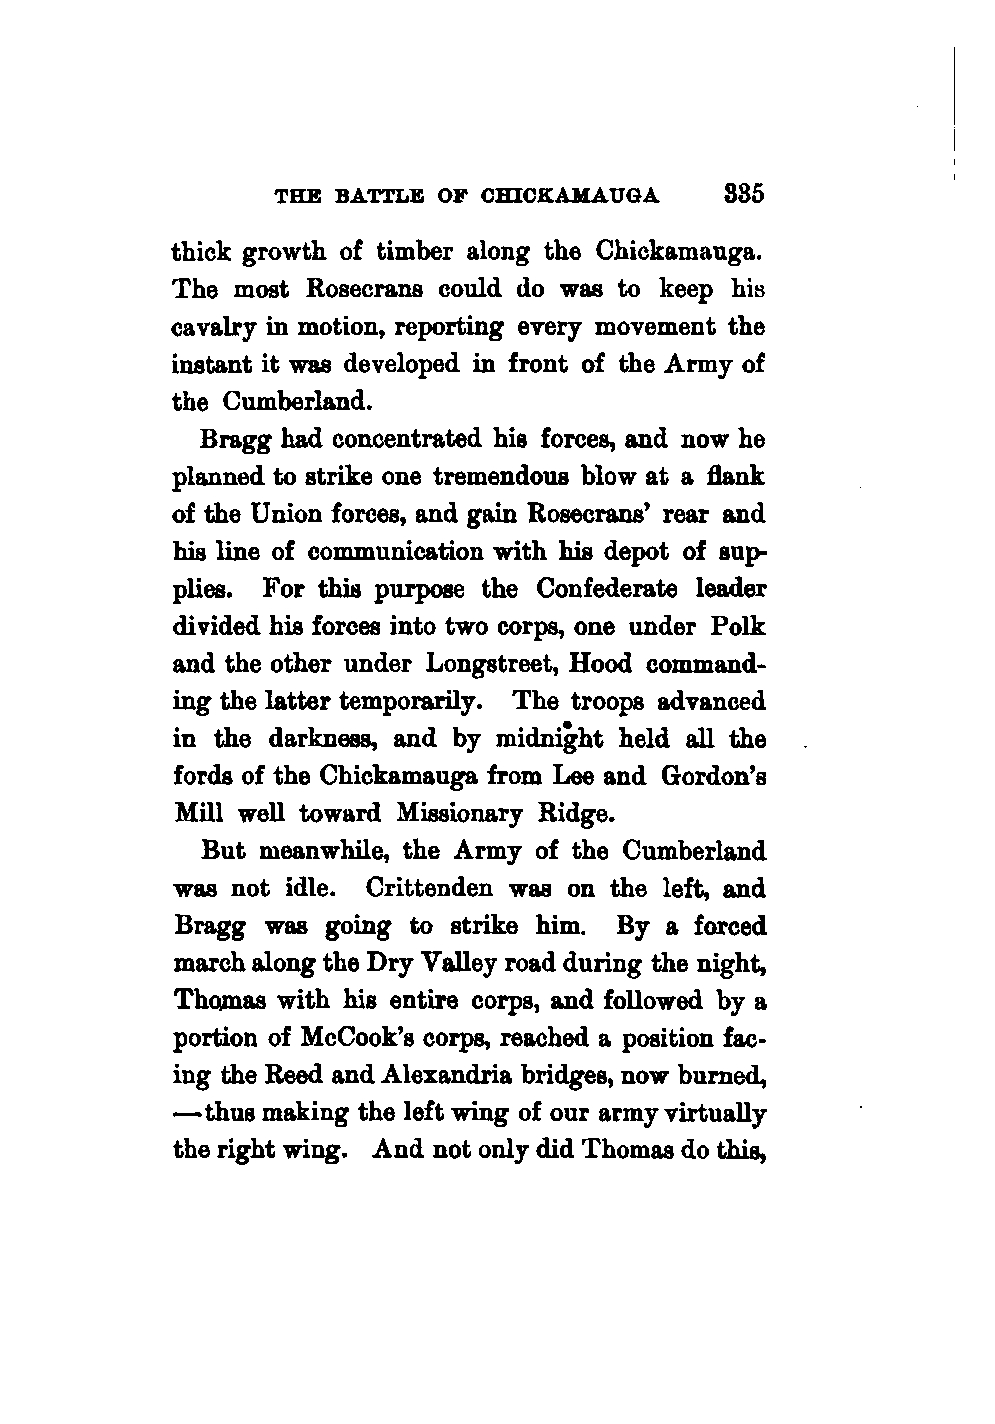 THE BATTLE OF CHICKAMAUGA 335
thick growth of timber along the Chickamauga.
The most Rosecrans could do was to keep his
cavalry in motion, reporting every movement the
instant it was developed in front of the Army of
the Cumberland.
Bragg had concentrated his forces, and now he
planned to strike one tremendous blow at a flank
of the Union forces, and gain Rosecrans' rear and
his line of communication with his depot of sup-
plies. For this purpose the Confederate leader
divided his forces into two corps, one under Polk
and the other under Longstreet, Hood command-
ing the latter temporarily. The troops advanced
in the darkness, and by midnight held all the
fords of the Chickamauga from Lee and Gordon's
Mill well toward Missionary Ridge.
But meanwhile, the Army of the Cumberland
was not idle. Crittenden was on the left, and
Bragg was going to strike him. By a forced
march along the Dry Valley road during the night,
Thomas with his entire corps, and followed by a
portion of McCook's corps, reached a position fac-
ing the Reed and Alexandria bridges, now burned,
—thus making the left wing of our army virtually
the right wing. And not only did Thomas do this,